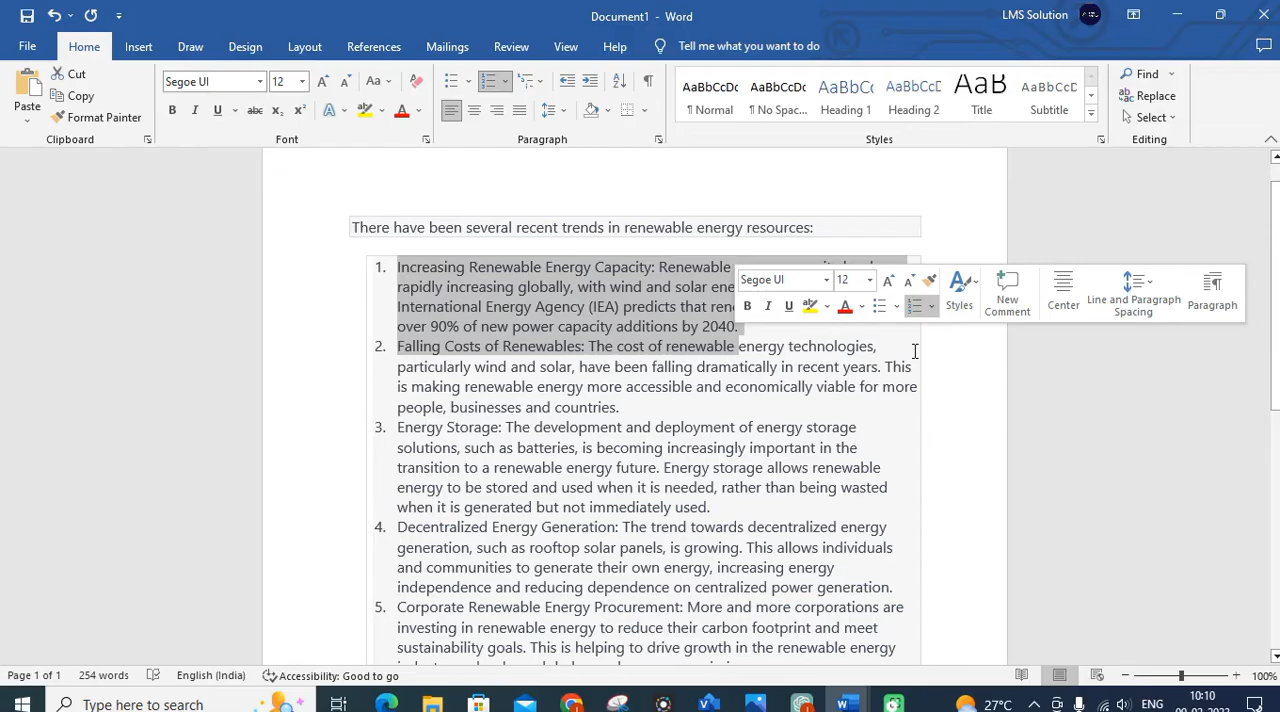 Document1 - Word
LMS Solution
File Home Insert Draw Design Layout References Mailings Review View Help Tell me what you want to do
Paste
Cut
Copy
Format Painter
Clipboard
Segoe UI 12
Font
Paragraph
AaBbCcDc AaBbCcDc AaBbCc AaBbCcD AaB AaBbCcD
¶ Normal ¶ No Spac... Heading 1 Heading 2 Title Subtitle
Styles
Find
Replace
Select
Editing
There have been several recent trends in renewable energy resources:
1. Increasing Renewable Energy Capacity: Renewable
rapidly increasing globally, with wind and solar
International Energy Agency (IEA) predicts that
over 90% of new power capacity additions by 2040.
2. Falling Costs of Renewables: The cost of renewable energy technologies,
particularly wind and solar, have been falling dramatically in recent years. This
is making renewable energy more accessible and economically viable for more
people, businesses and countries.
3. Energy Storage: The development and deployment of energy storage
solutions, such as batteries, is becoming increasingly important in the
transition to a renewable energy future. Energy storage allows renewable
energy to be stored and used when it is needed, rather than being wasted
when it is generated but not immediately used.
4. Decentralized Energy Generation: The trend towards decentralized energy
generation, such as rooftop solar panels, is growing. This allows individuals
and communities to generate their own energy, increasing energy
independence and reducing dependence on centralized power generation.
5. Corporate Renewable Energy Procurement: More and more corporations are
investing in renewable energy to reduce their carbon footprint and meet
sustainability goals. This is helping to drive growth in the renewable energy
Segoe UI 12
Styles
New
Comment
Center
Line and Paragraph
Spacing
Paragraph
Page 1 of 1 254 words English (India) Accessibility: Good to go 100%
Type here to search
27°C ENG
10:10